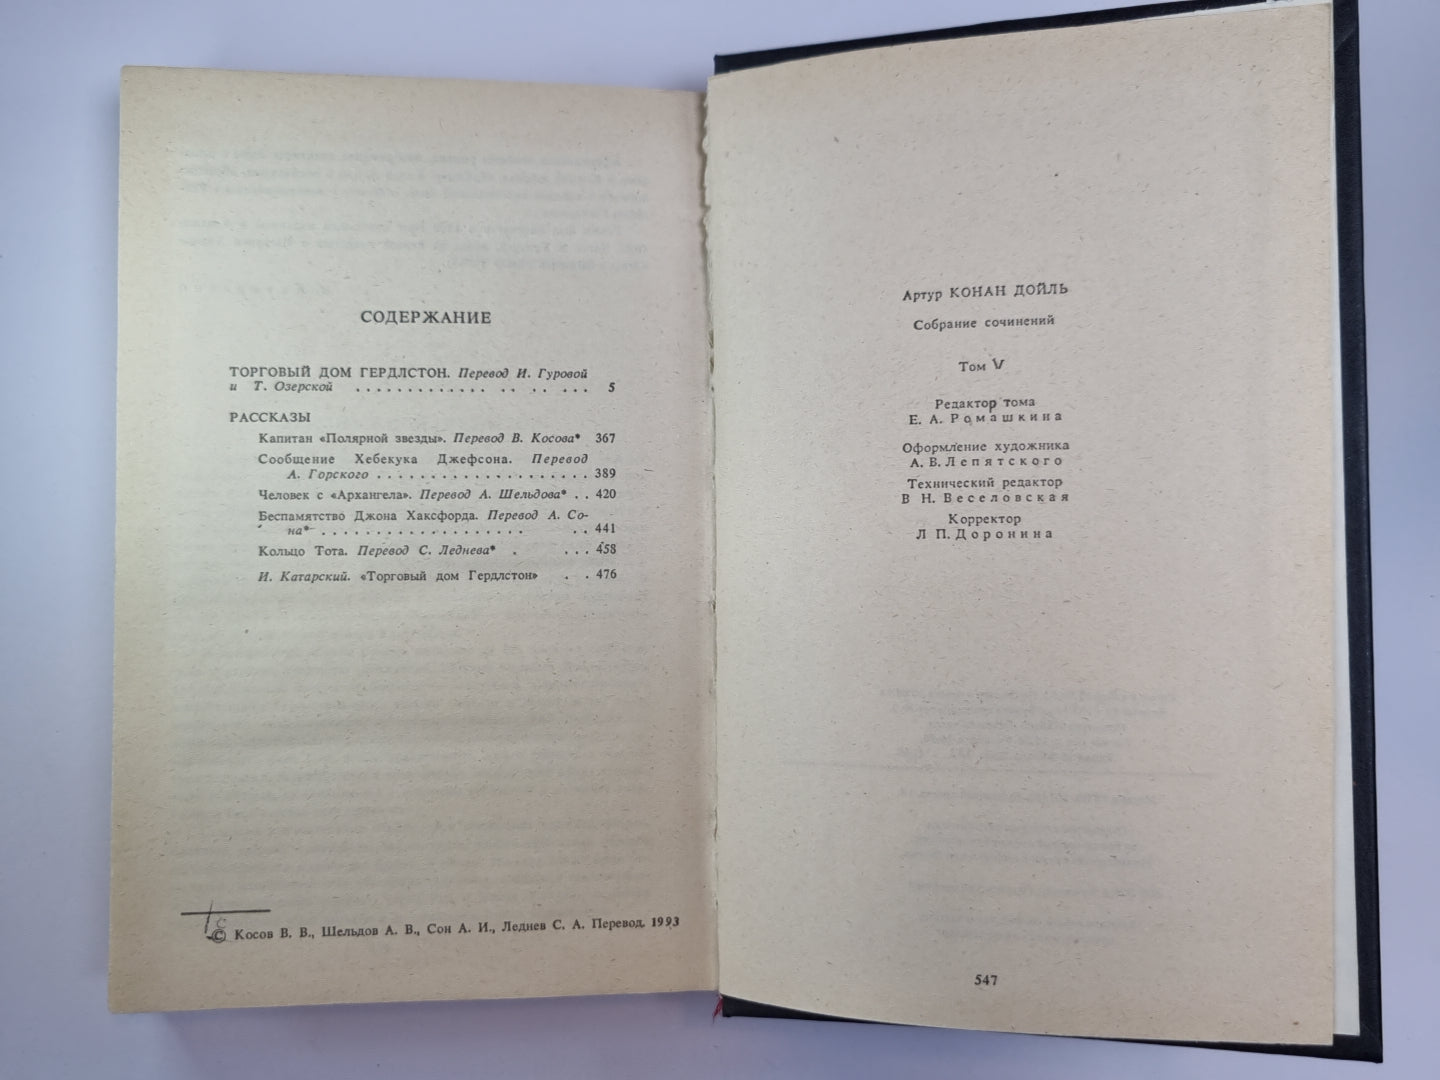 СОДЕРЖАНИЕ
ТОРГОВЫЙ ДОМ ГЕРДЛСТОН. Перевод И. Гуровой
и Т. Озерской . . . . . . . . . . . . . . . . . . . . 5
РАССКАЗЫ
Капитан «Полярной звезды». Перевод В. Косова* 367
Сообщение Хебекука Джефсона. Перевод
А. Горского . . . . . . . . . . . . . . . . . . . . 389
Человек с «Архангела». Перевод А. Шельдова* . . 420
Беспамятство Джона Хаксфорда. Перевод А. Со-
на* . . . . . . . . . . . . . . . . . . . . 441
Кольцо Тота. Перевод С. Леднева* . . . . 458
И. Катарский. «Торговый дом Гердлстон» . . 476
© Косов В. В., Шельдов А. В., Сон А. И., Леднев С. А. Перевод. 1993
Артур КОНАН ДОЙЛЬ
Собрание сочинений
Том V
Редактор тома
Е. А. Ромашкина
Оформление художника
А. В. Лепятского
Технический редактор
В Н. Веселовская
Корректор
Л П. Доронина
547